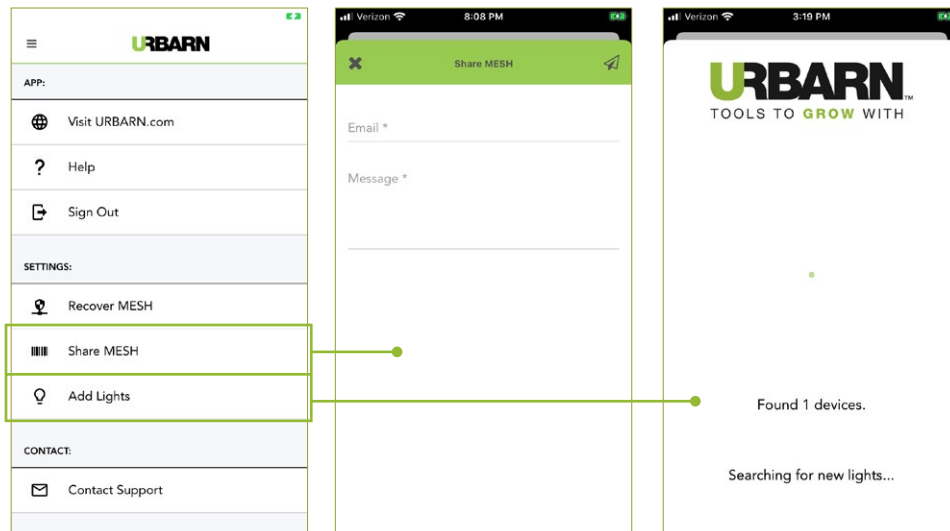 URBARN
APP:
Visit URBARN.com
? Help
Sign Out
SETTINGS:
Recover MESH
Share MESH
Add Lights
CONTACT:
Contact Support
Verizon 8:08 PM
Share MESH
Email *
Message *
Verizon 3:19 PM
URBARN™
TOOLS TO GROW WITH
Found 1 devices.
Searching for new lights...